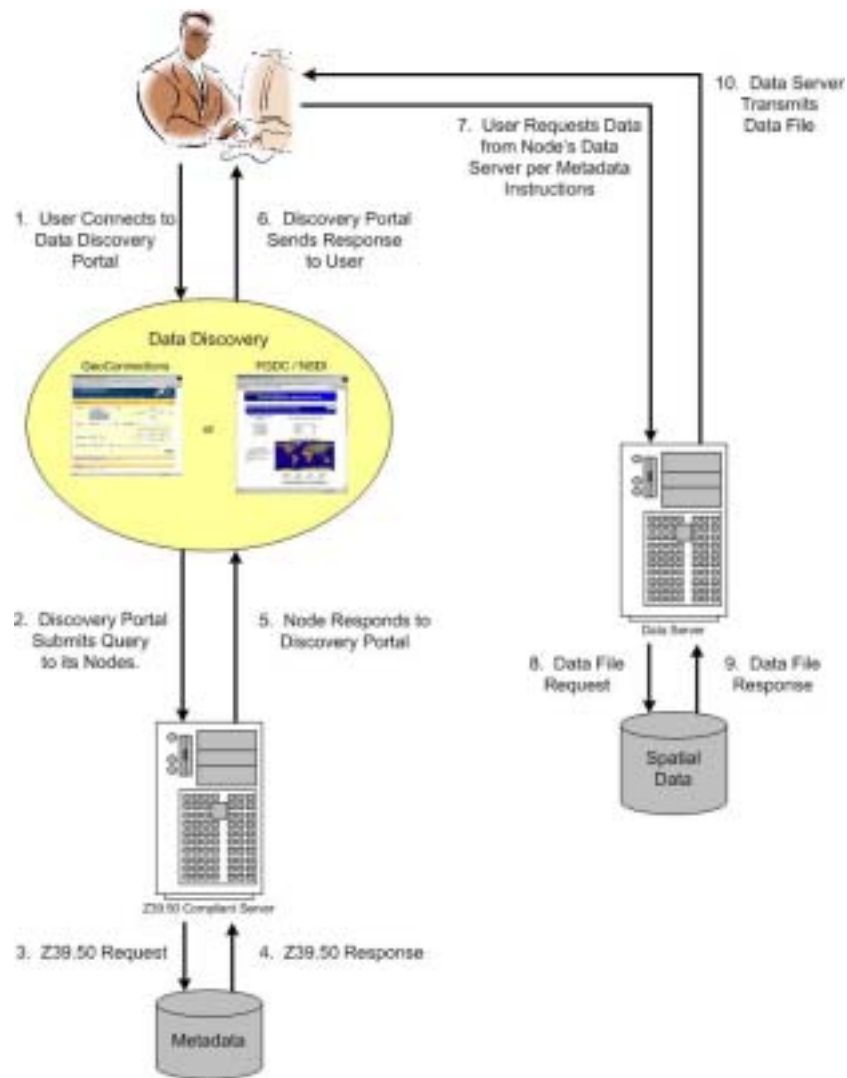 10. Data Server
Transmits
Data File
7. User Requests Data
from Node's Data
Server per Metadata
Instructions
1. User Connects to
Data Discovery
Portal
6. Discovery Portal
Sends Response
to User
Data Discovery
GeoConnections
FGDC / NSDI
or
2. Discovery Portal
Submits Query
to its Nodes.
5. Node Responds to
Discovery Portal
Data Server
8. Data File
Request
9. Data File
Response
Spatial
Data
Z39.50 Compliant Server
3. Z39.50 Request
4. Z39.50 Response
Metadata